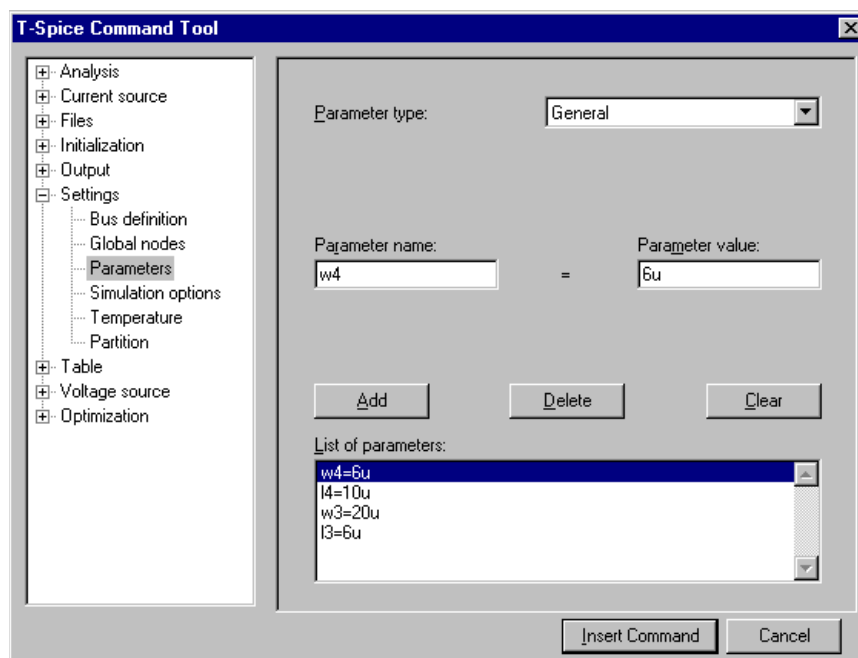 T-Spice Command Tool
Analysis
Current source
Files
Initialization
Output
Settings
Bus definition
Global nodes
Parameters
Simulation options
Temperature
Partition
Table
Voltage source
Optimization
Parameter type: General
Parameter name: Parameter value:
w4 = 6u
Add Delete Clear
List of parameters:
w4=6u
l4=10u
w3=20u
l3=6u
Insert Command Cancel